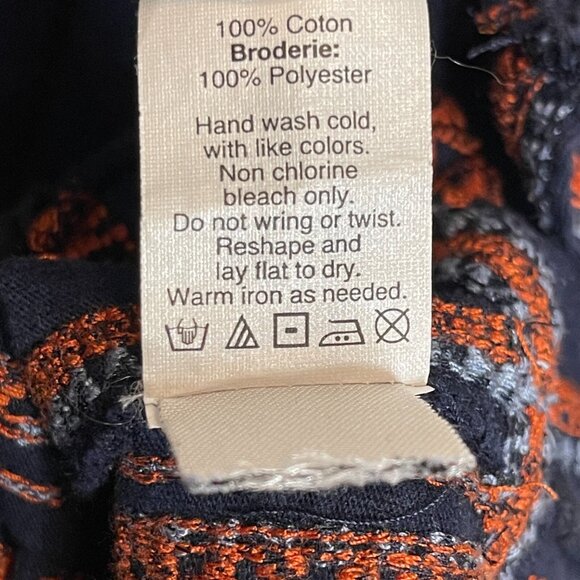 100% Coton
Broderie:
100% Polyester
Hand wash cold,
with like colors.
Non chlorine
bleach only.
Do not wring or twist.
Reshape and
lay flat to dry.
Warm iron as needed.